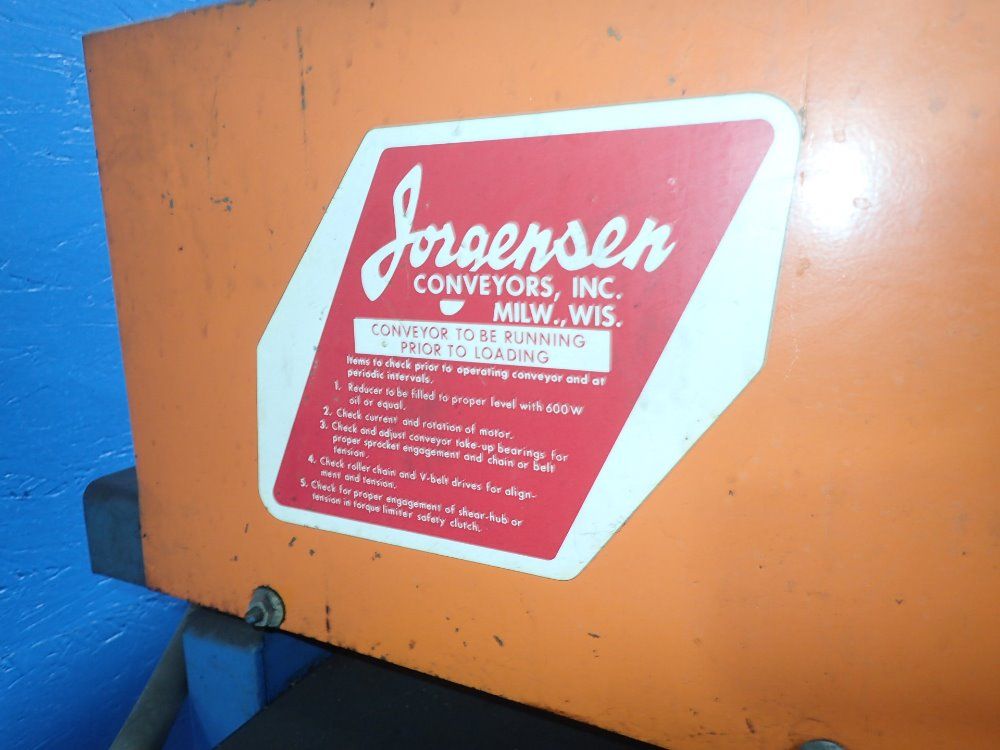 Jorgensen
CONVEYORS, INC.
MILW., WIS.
CONVEYOR TO BE RUNNING
PRIOR TO LOADING
Items to check prior to operating conveyor and at
periodic intervals.
1. Reducer to be filled to proper level with 600W
oil or equal.
2. Check current and rotation of motor.
3. Check and adjust conveyor take-up bearings for
proper sprocket engagement and chain or belt
tension.
4. Check roller chain and V-belt drives for align-
ment and tension.
5. Check for proper engagement of shear-hub or
tension in torque limiter safety clutch.